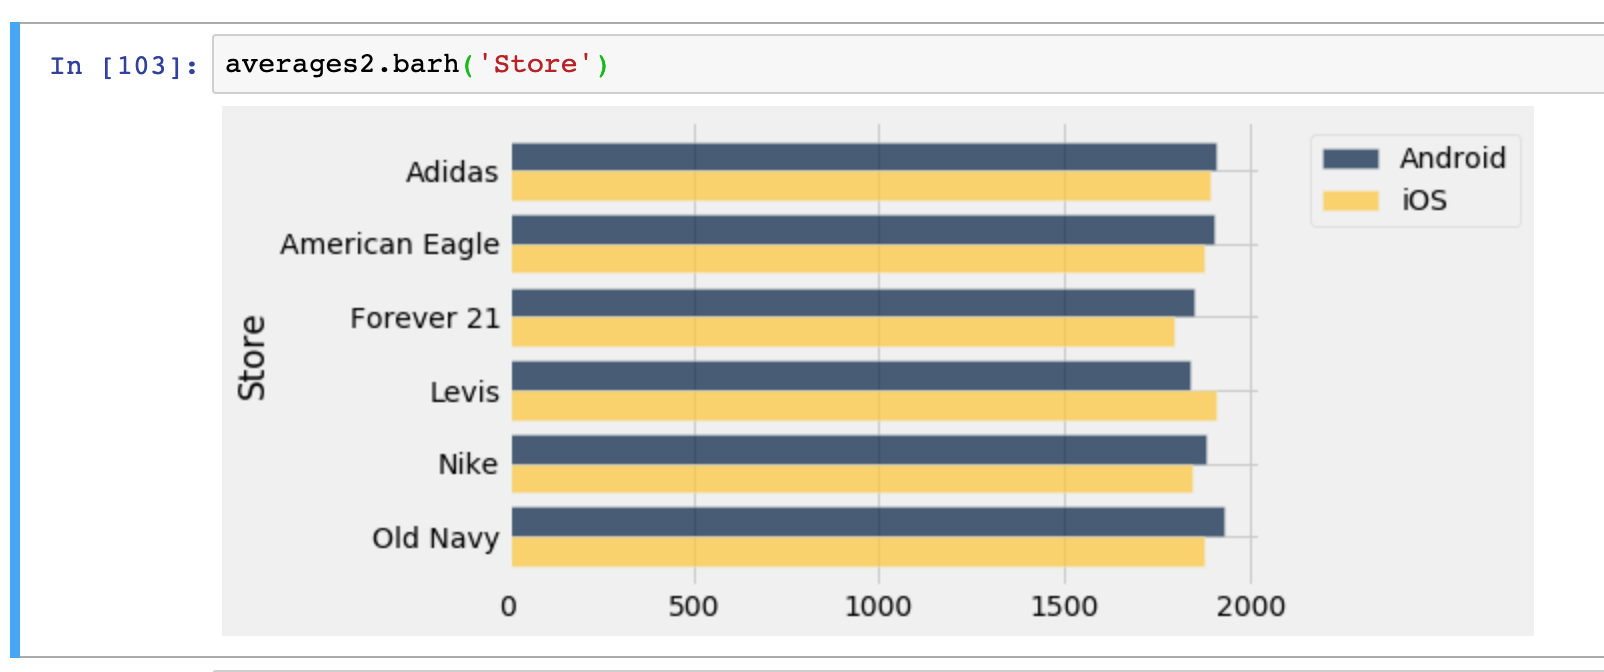 In [103]: averages2.barh('Store')
Android
iOS
Adidas
American Eagle
Forever 21
Levis
Nike
Old Navy
Store
0 500 1000 1500 2000